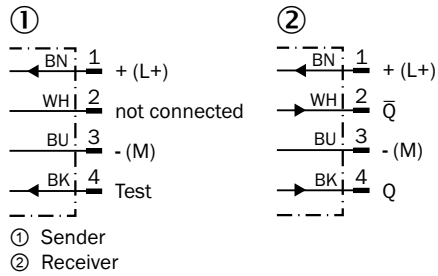 ①
BN 1 + (L+)
WH 2 not connected
BU 3 - (M)
BK 4 Test
②
BN 1 + (L+)
WH 2 Q̅
BU 3 - (M)
BK 4 Q
① Sender
② Receiver